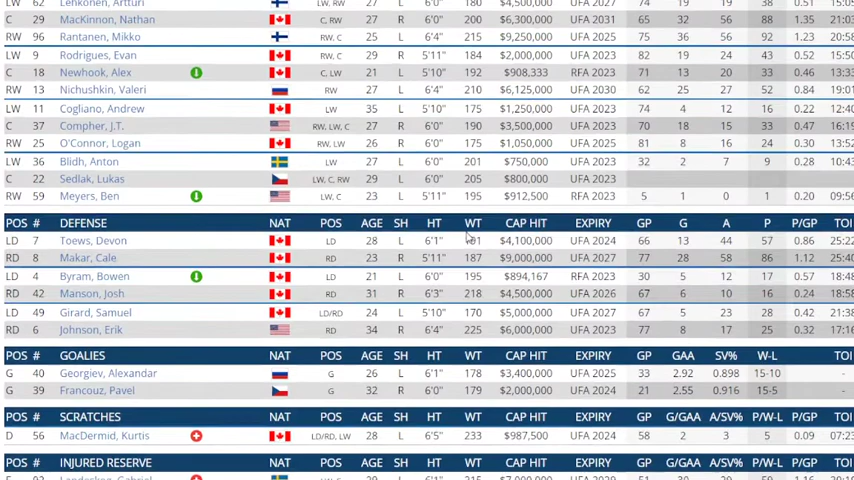 LW 62 Lehkonen, Artturi LW, RW 27 L 6'0" 180 $4,500,000 UFA 2027 74 19 19 38 0.51
C 29 MacKinnon, Nathan C, RW 27 R 6'0" 200 $6,300,000 UFA 2031 65 32 56 88 1.35 21:03
RW 96 Rantanen, Mikko RW, C 25 L 6'4" 215 $9,250,000 UFA 2025 75 36 56 92 1.23 20:58
LW 9 Rodrigues, Evan RW, C 29 R 5'11" 184 $2,000,000 UFA 2023 82 19 24 43 0.52 15:50
C 18 Newhook, Alex C, LW 21 L 5'10" 192 $908,333 RFA 2023 71 13 20 33 0.46 13:33
RW 13 Nichushkin, Valeri RW 27 L 6'4" 210 $6,125,000 UFA 2030 62 25 27 52 0.84 19:01
LW 11 Cogliano, Andrew LW 35 L 5'10" 175 $1,250,000 UFA 2023 74 4 12 16 0.22 12:40
C 37 Compher, J.T. RW, LW, C 27 R 6'0" 190 $3,500,000 UFA 2023 70 18 15 33 0.47 16:19
RW 25 O'Connor, Logan RW, LW 26 R 6'0" 175 $1,050,000 UFA 2025 81 8 16 24 0.30 13:52
LW 36 Blidh, Anton LW 27 L 6'0" 201 $750,000 UFA 2023 32 2 7 9 0.28 10:43
C 22 Sedlak, Lukas LW, C, RW 29 L 6'0" 205 $800,000 UFA 2023
RW 59 Meyers, Ben LW, C 23 L 5'11" 195 $912,500 RFA 2023 5 1 0 1 0.20 09:56
POS # DEFENSE NAT POS AGE SH HT WT CAP HIT EXPIRY GP G A P P/GP TOI
LD 7 Toews, Devon LD 28 L 6'1" 191 $4,100,000 UFA 2024 66 13 44 57 0.86 25:22
RD 8 Makar, Cale RD 23 R 5'11" 187 $9,000,000 UFA 2027 77 28 58 86 1.12 25:40
LD 4 Byram, Bowen LD 21 L 6'0" 195 $894,167 RFA 2023 30 5 12 17 0.57 18:48
RD 42 Manson, Josh RD 31 R 6'3" 218 $4,500,000 UFA 2026 67 6 10 16 0.24 18:58
LD 49 Girard, Samuel LD/RD 24 L 5'10" 170 $5,000,000 UFA 2027 67 5 23 28 0.42 21:38
RD 6 Johnson, Erik RD 34 R 6'4" 225 $6,000,000 UFA 2023 77 8 17 25 0.32 17:16
POS # GOALIES NAT POS AGE SH HT WT CAP HIT EXPIRY GP GAA SV% W-L TOI
G 40 Georgiev, Alexandar G 26 L 6'1" 178 $3,400,000 UFA 2025 33 2.92 0.898 15-10 -
G 39 Francouz, Pavel G 32 R 6'0" 179 $2,000,000 UFA 2024 21 2.55 0.916 15-5 -
POS # SCRATCHES NAT POS AGE SH HT WT CAP HIT EXPIRY GP G/GAA A/SV% P/W-L P/GP TOI
D 56 MacDermid, Kurtis LD/RD, LW 28 L 6'5" 233 $987,500 UFA 2024 58 2 3 5 0.09 07:23
POS # INJURED RESERVE NAT POS AGE SH HT WT CAP HIT EXPIRY GP G/GAA A/SV% P/W-L P/GP TOI